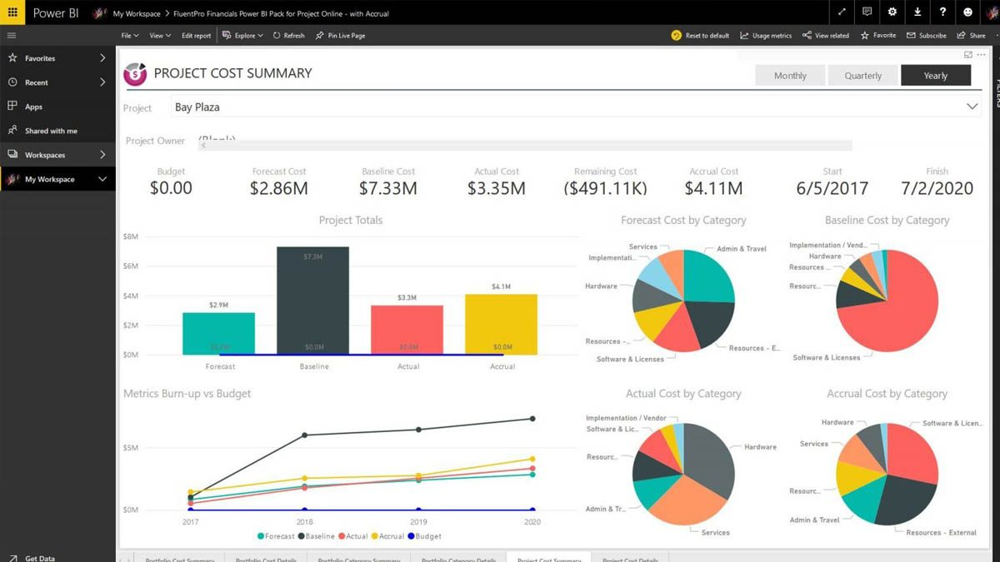 Power BI My Workspace > FluentPro Financials Power BI Pack for Project Online - with Accrual
File View Edit report Explore Refresh Pin Live Page Reset to default Usage metrics View related Favorite Subscribe Share
Favorites
Recent
Apps
Shared with me
Workspaces
My Workspace
Get Data
FILTERS
PROJECT COST SUMMARY
Monthly Quarterly Yearly
Project Bay Plaza
Project Owner (Blank)
Budget Forecast Cost Baseline Cost Actual Cost Remaining Cost Accrual Cost Start Finish
$0.00 $2.86M $7.33M $3.35M ($491.11K) $4.11M 6/5/2017 7/2/2020
Project Totals
$8M
$6M
$4M
$2M
$0M
$2.9M
$7.3M
$3.3M
$4.1M
$0.0M $0.0M $0.0M $0.0M
Forecast Baseline Actual Accrual
Forecast Cost by Category
Services
Admin & Travel
Implementati..
Hardware
Resources -..
Resources - E...
Software & Licenses
Baseline Cost by Category
Implementation / Vend...
Hardware
Resources ...
Resourc...
Software & Licenses
Metrics Burn-up vs Budget
$5M
$0M
2017 2018 2019 2020
Forecast Baseline Actual Accrual Budget
Actual Cost by Category
Implementation / Vendor
Software & Lic...
Hardware
Resourc...
Admin & Tr...
Services
Accrual Cost by Category
Hardware
Software & Licen...
Services
Resourc...
Admin & Travel
Resources - External
Portfolio Cost Summary Portfolio Cost Details Portfolio Category Summary Portfolio Category Details Project Cost Summary Project Cost Details